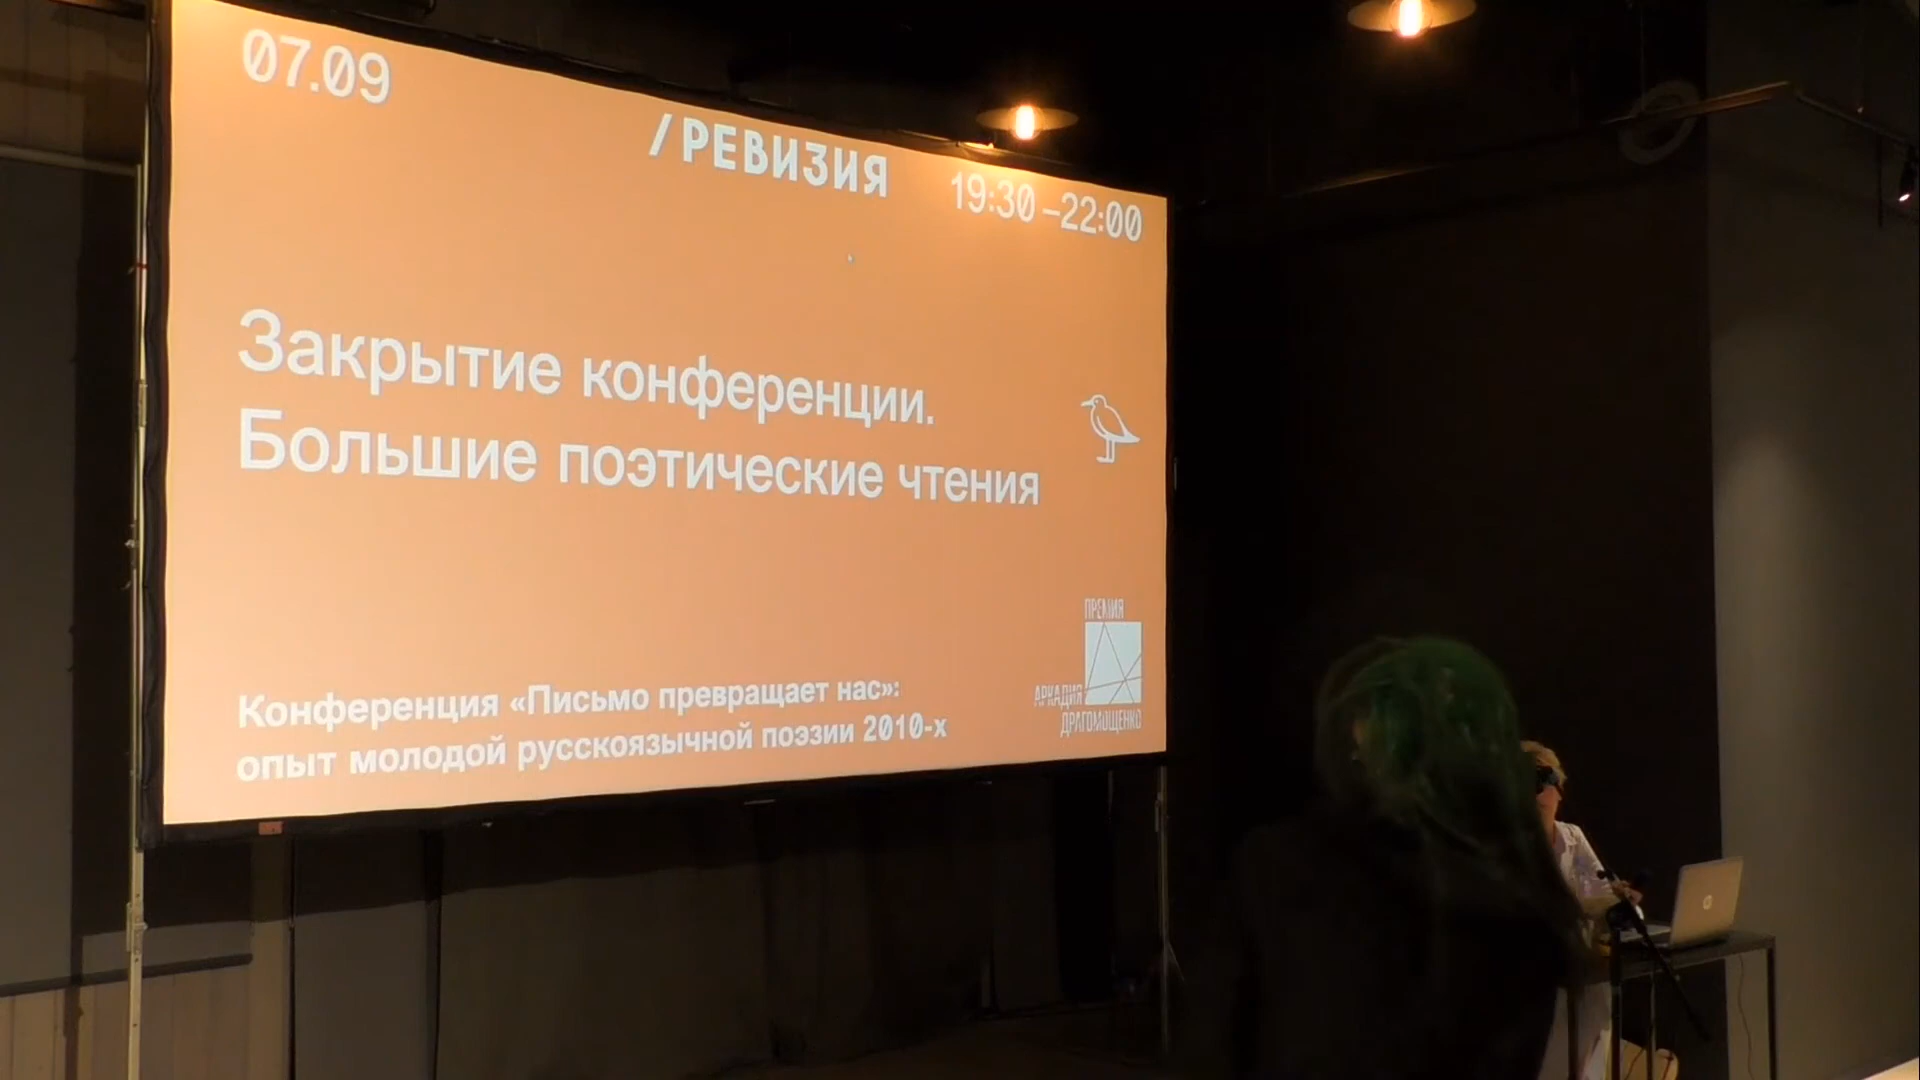 07.09
/РЕВИЗИЯ
19:30–22:00
Закрытие конференции.
Большие поэтические чтения
ПРЕМИЯ
АРКАДИЯ
ДРАГОМОЩЕНКО
Конференция «Письмо превращает нас»:
опыт молодой русскоязычной поэзии 2010-х
hp